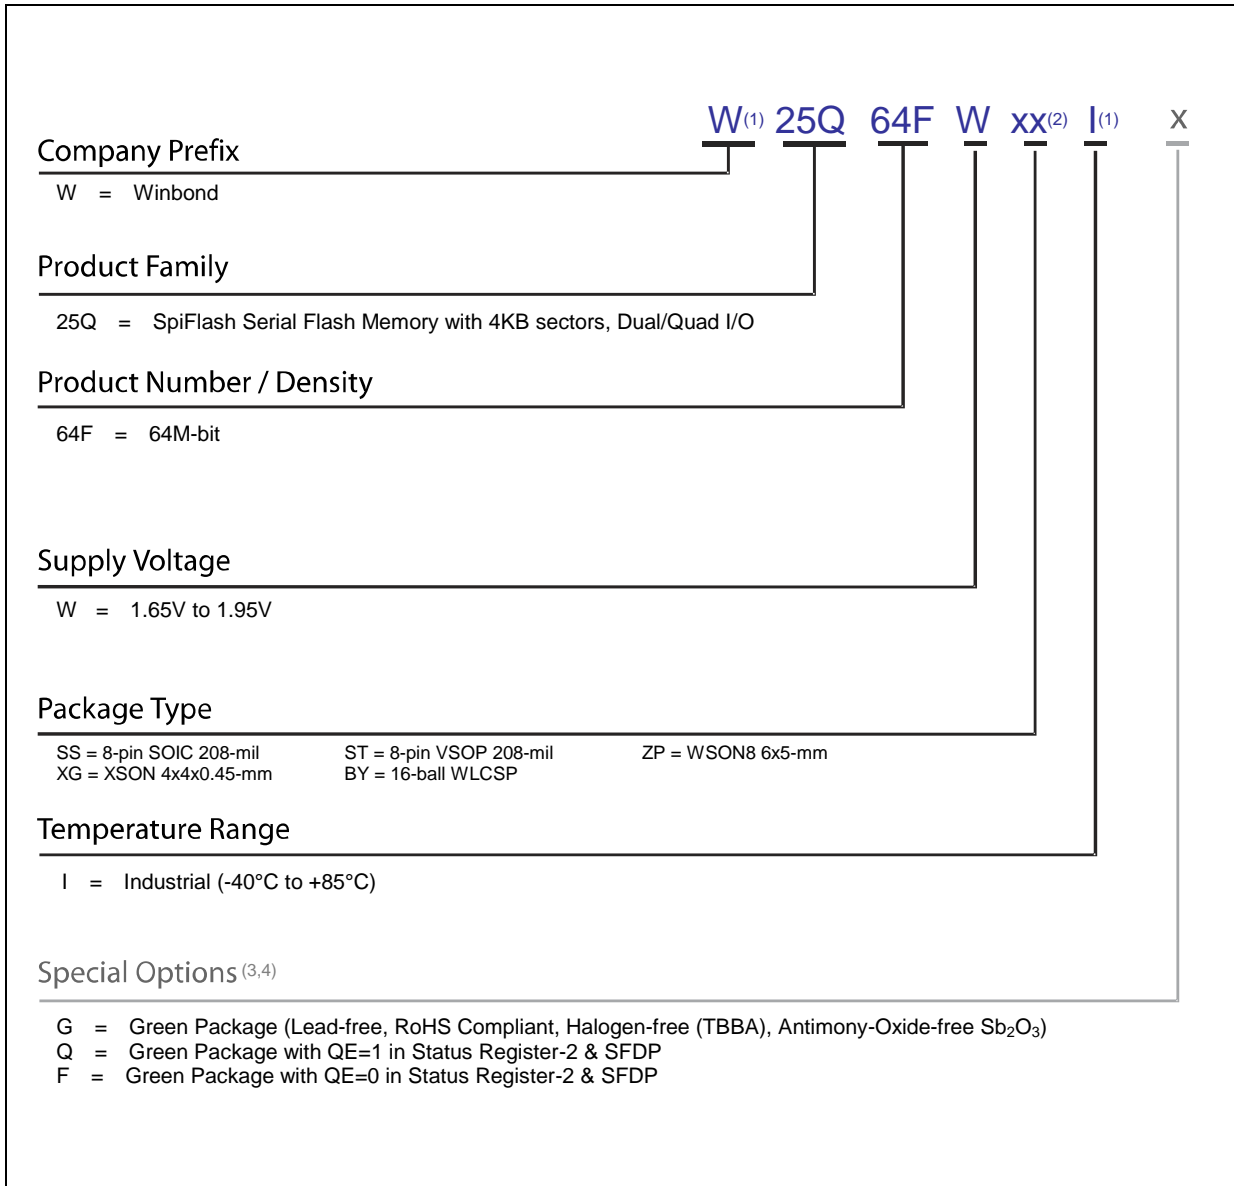 W(1) 25Q 64F W xx(2) I(1) x
Company Prefix
W = Winbond
Product Family
25Q = SpiFlash Serial Flash Memory with 4KB sectors, Dual/Quad I/O
Product Number / Density
64F = 64M-bit
Supply Voltage
W = 1.65V to 1.95V
Package Type
SS = 8-pin SOIC 208-mil ST = 8-pin VSOP 208-mil ZP = WSON8 6x5-mm
XG = XSON 4x4x0.45-mm BY = 16-ball WLCSP
Temperature Range
I = Industrial (-40°C to +85°C)
Special Options (3,4)
G = Green Package (Lead-free, RoHS Compliant, Halogen-free (TBBA), Antimony-Oxide-free Sb₂O₃)
Q = Green Package with QE=1 in Status Register-2 & SFDP
F = Green Package with QE=0 in Status Register-2 & SFDP